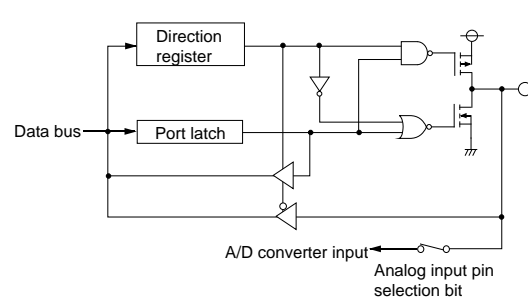 Direction
register
Data bus
Port latch
A/D converter input
Analog input pin
selection bit